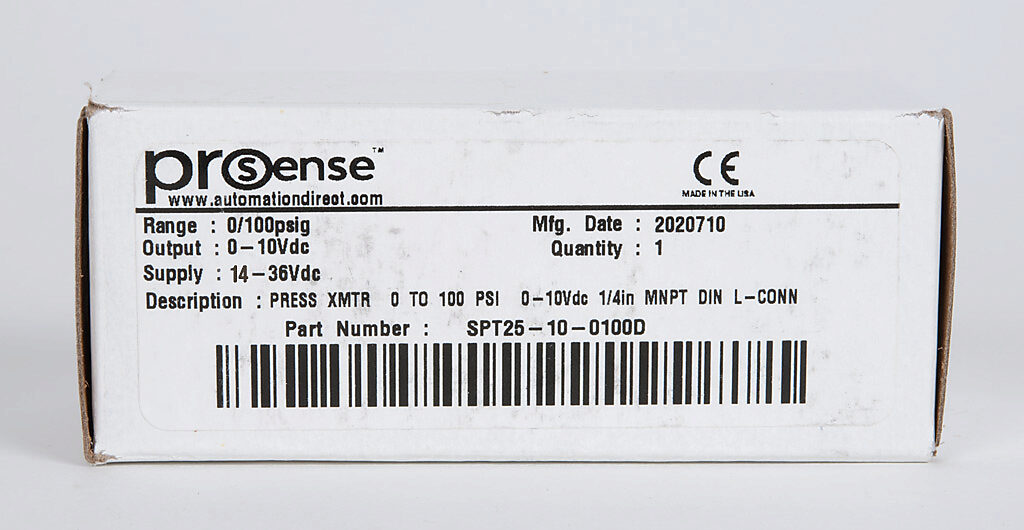 prosense™
www.automationdirect.com
CE
MADE IN THE USA
Range : 0/100psig
Mfg. Date : 2020710
Output : 0-10Vdc
Quantity : 1
Supply : 14-36Vdc
Description : PRESS XMTR 0 TO 100 PSI 0-10Vdc 1/4in MNPT DIN L-CONN
Part Number : SPT25-10-0100D